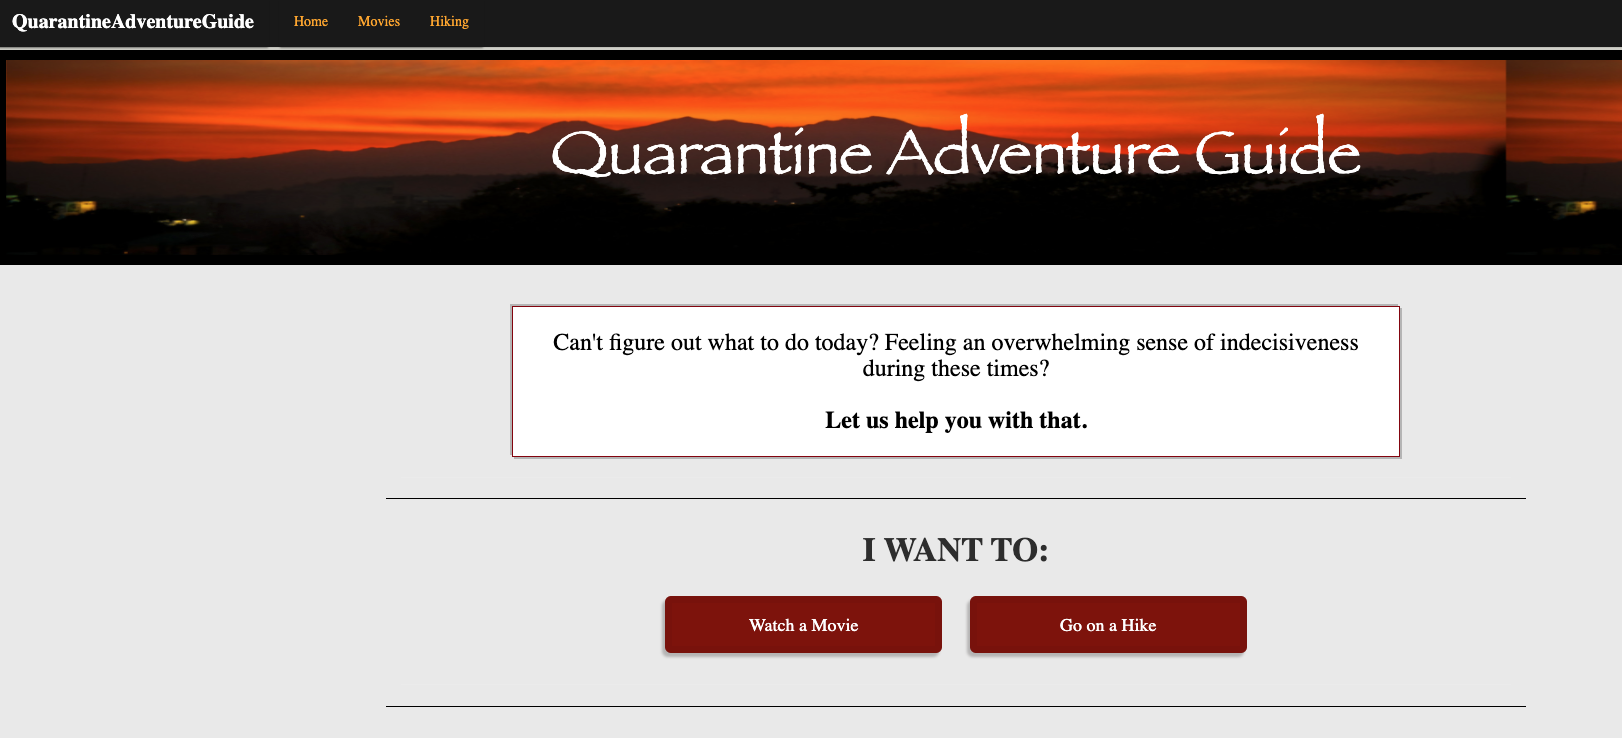 QuarantineAdventureGuide Home Movies Hiking
Quarantine Adventure Guide
Can't figure out what to do today? Feeling an overwhelming sense of indecisiveness
during these times?
Let us help you with that.
I WANT TO:
Watch a Movie Go on a Hike